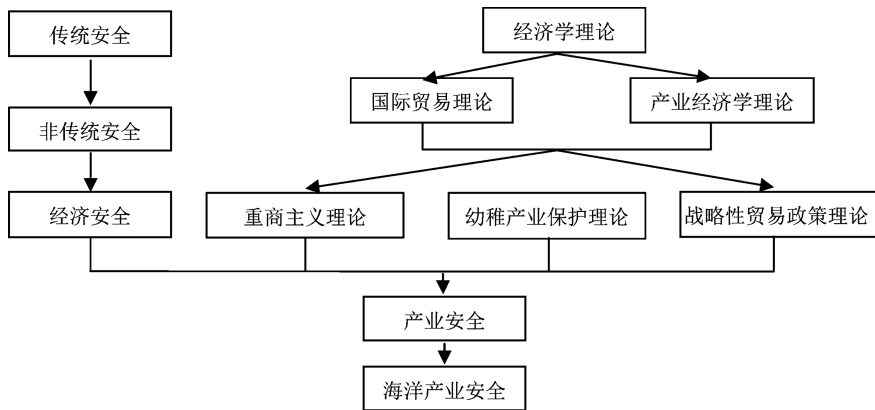 传统安全
经济学理论
国际贸易理论
产业经济学理论
非传统安全
经济安全
重商主义理论
幼稚产业保护理论
战略性贸易政策理论
产业安全
海洋产业安全